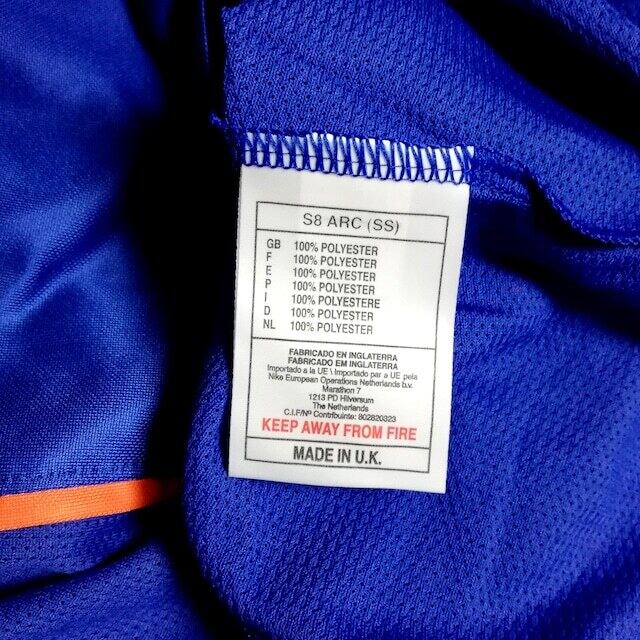 S8 ARC (SS)
GB 100% POLYESTER
F 100% POLYESTER
E 100% POLYESTER
P 100% POLYESTER
I 100% POLIESTERE
D 100% POLYESTER
NL 100% POLYESTER
FABRICADO EN INGLATERRA
FABRICADO EM INGLATERRA
Importado a la UE \ Importado par a UE pela
Nike European Operations Netherlands b.v.
Marathon 7
1213 PD Hilversum
The Netherlands
C.I.F/Nº Contribuinte: 802820323
KEEP AWAY FROM FIRE
MADE IN U.K.